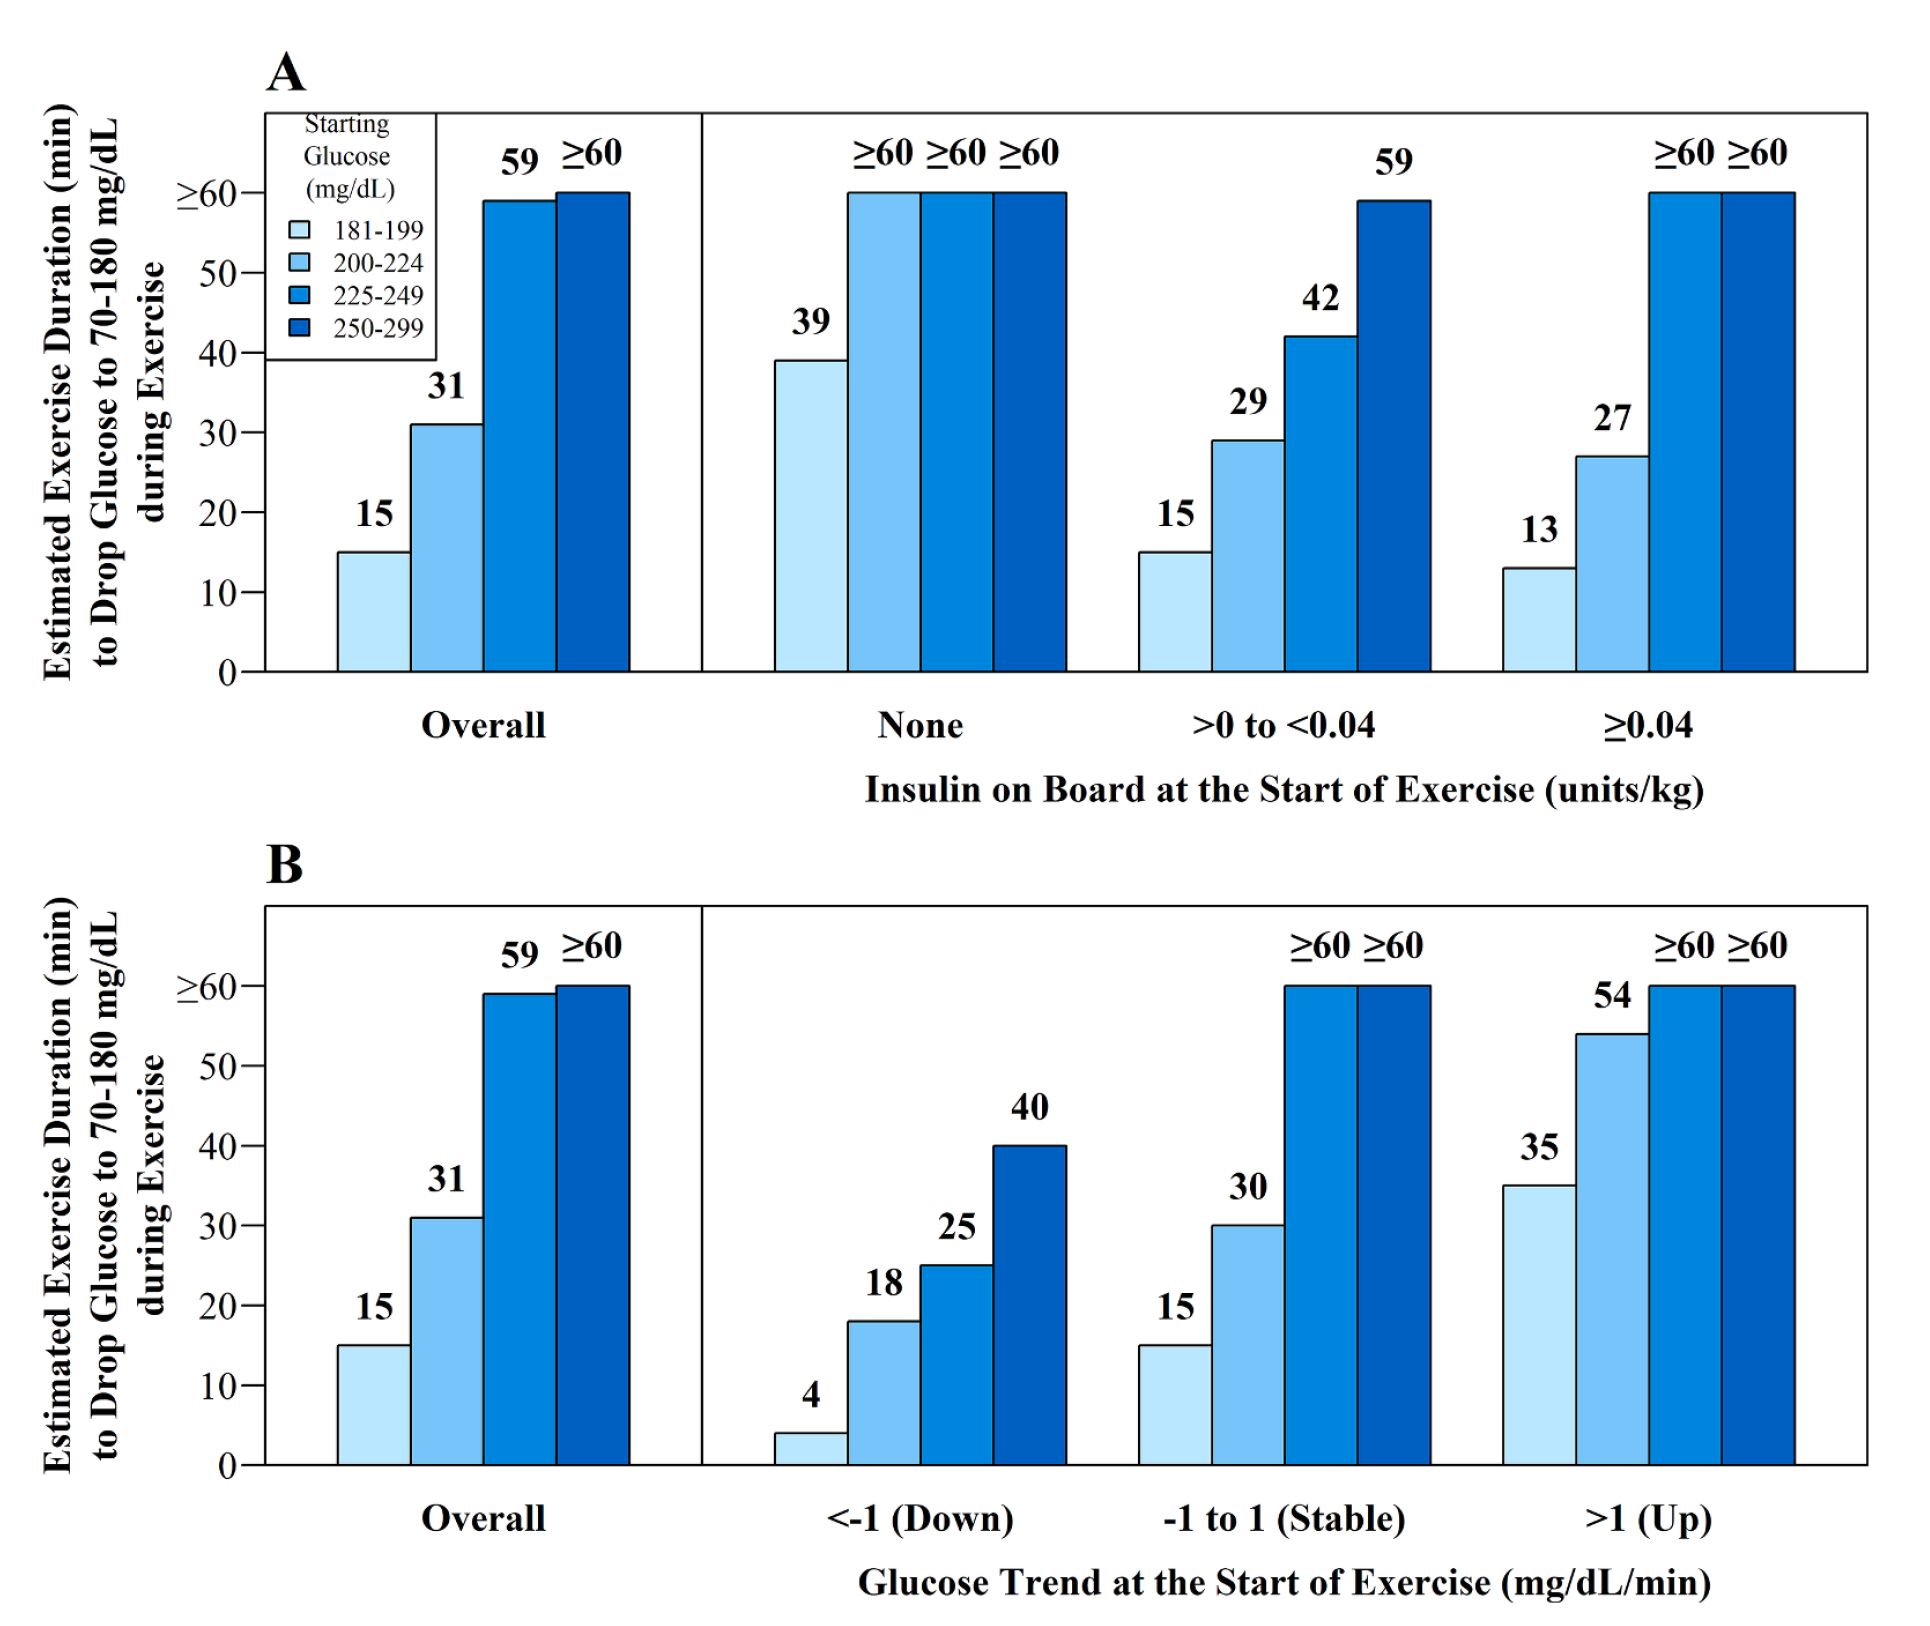 A
Estimated Exercise Duration (min)
to Drop Glucose to 70-180 mg/dL
during Exercise
Starting
Glucose
(mg/dL)
181-199
200-224
225-249
250-299
≥60
50
40
30
20
10
0
15 31 59 ≥60
39 ≥60 ≥60 ≥60
15 29 42 59
13 27 ≥60 ≥60
Overall None >0 to <0.04 ≥0.04
Insulin on Board at the Start of Exercise (units/kg)
B
Estimated Exercise Duration (min)
to Drop Glucose to 70-180 mg/dL
during Exercise
≥60
50
40
30
20
10
0
15 31 59 ≥60
4 18 25 40
15 30 ≥60 ≥60
35 54 ≥60 ≥60
Overall <-1 (Down) -1 to 1 (Stable) >1 (Up)
Glucose Trend at the Start of Exercise (mg/dL/min)